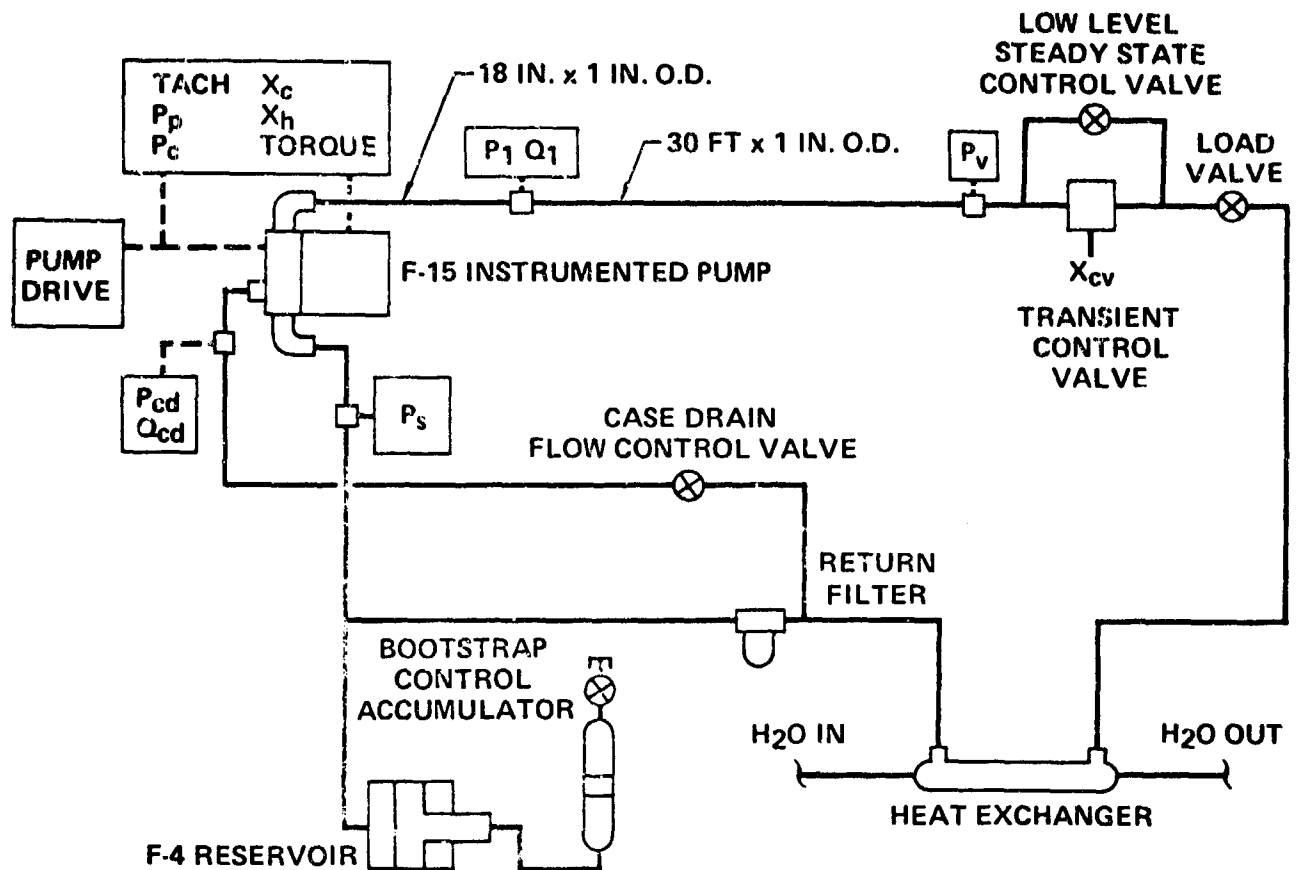 LOW LEVEL
STEADY STATE
CONTROL VALVE
TACH Xc
Pp Xh
Pc TORQUE
18 IN. x 1 IN. O.D.
P1 Q1
30 FT x 1 IN. O.D.
Pv
LOAD
VALVE
PUMP
DRIVE
F-15 INSTRUMENTED PUMP
Xcv
TRANSIENT
CONTROL
VALVE
Pcd
Qcd
Ps
CASE DRAIN
FLOW CONTROL VALVE
RETURN
FILTER
BOOTSTRAP
CONTROL
ACCUMULATOR
H2O IN
H2O OUT
HEAT EXCHANGER
F-4 RESERVOIR